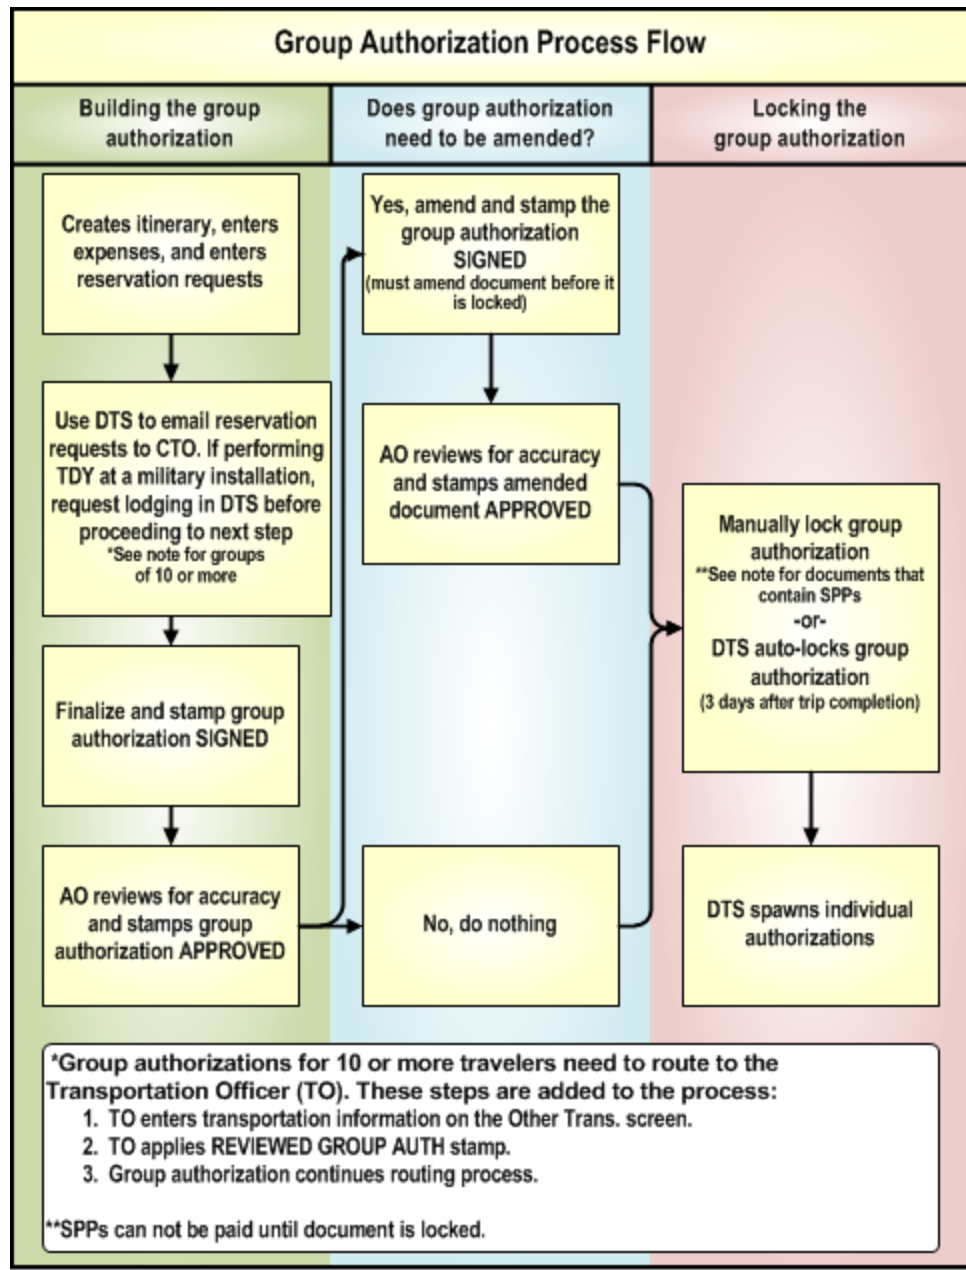 Group Authorization Process Flow
Building the group
authorization
Does group authorization
need to be amended?
Locking the
group authorization
Creates itinerary, enters
expenses, and enters
reservation requests
Use DTS to email reservation
requests to CTO. If performing
TDY at a military installation,
request lodging in DTS before
proceeding to next step
*See note for groups
of 10 or more
Finalize and stamp group
authorization SIGNED
AO reviews for accuracy
and stamps group
authorization APPROVED
Yes, amend and stamp the
group authorization
SIGNED
(must amend document before it
is locked)
AO reviews for accuracy
and stamps amended
document APPROVED
No, do nothing
Manually lock group
authorization
**See note for documents that
contain SPPs
-or-
DTS auto-locks group
authorization
(3 days after trip completion)
DTS spawns individual
authorizations
*Group authorizations for 10 or more travelers need to route to the
Transportation Officer (TO). These steps are added to the process:
1. TO enters transportation information on the Other Trans. screen.
2. TO applies REVIEWED GROUP AUTH stamp.
3. Group authorization continues routing process.
**SPPs can not be paid until document is locked.